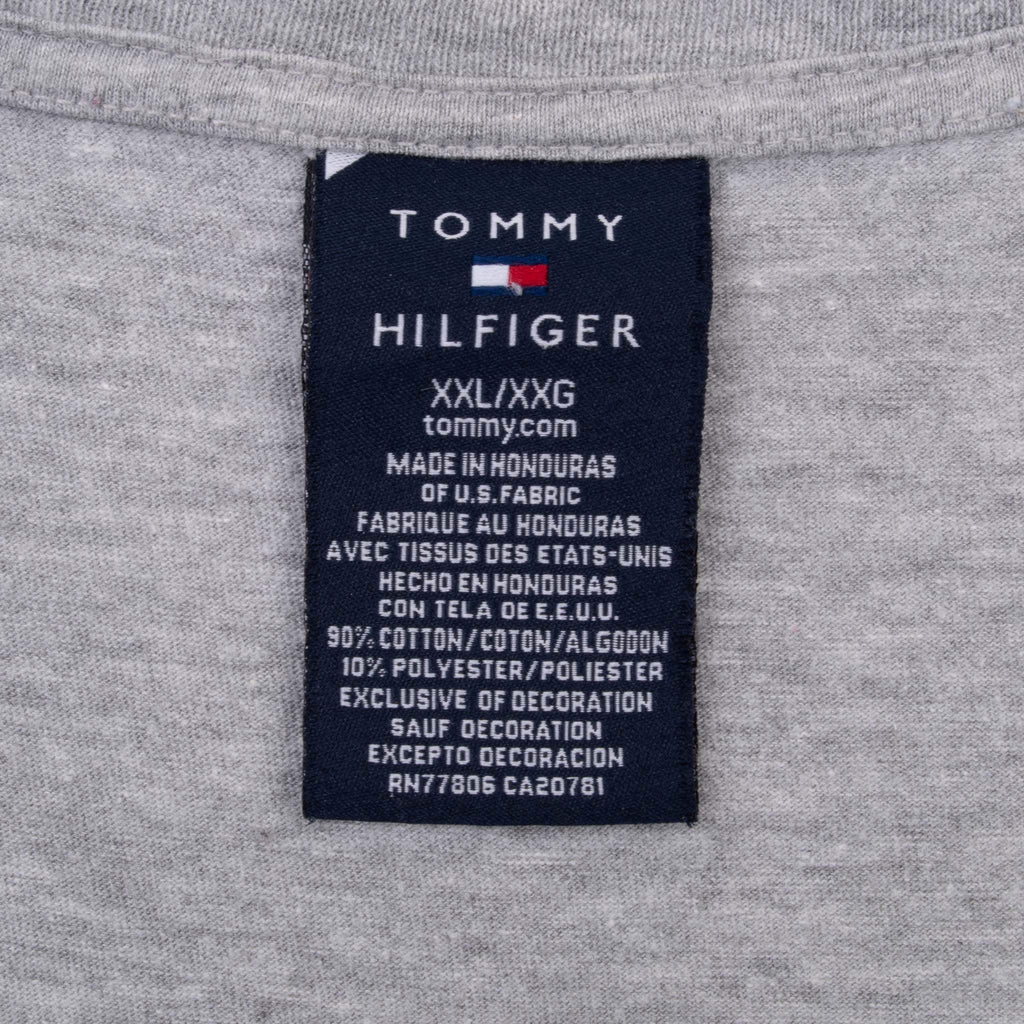 TOMMY
HILFIGER
XXL/XXG
tommy.com
MADE IN HONDURAS
OF U.S.FABRIC
FABRIQUE AU HONDURAS
AVEC TISSUS DES ETATS-UNIS
HECHO EN HONDURAS
CON TELA DE E.E.U.U.
90% COTTON/COTON/ALGODON
10% POLYESTER/POLIESTER
EXCLUSIVE OF DECORATION
SAUF DECORATION
EXCEPTO DECORACION
RN77806 CA20781